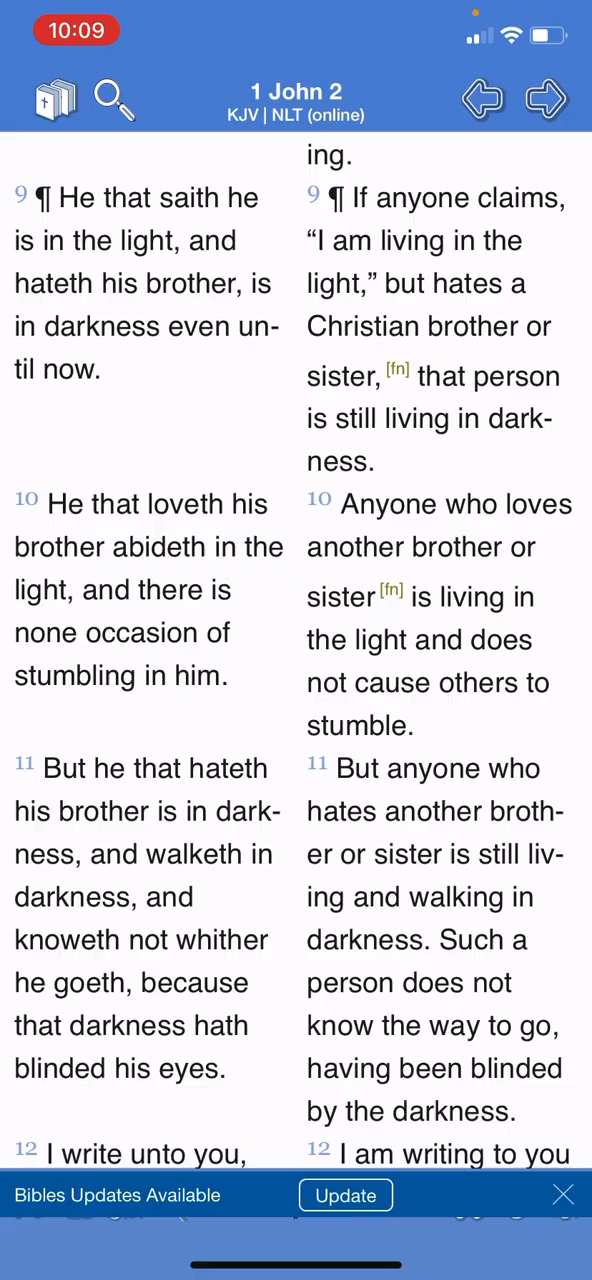 10:09
1 John 2
KJV | NLT (online)
ing.
9 ¶ He that saith he
is in the light, and
hateth his brother, is
in darkness even un-
til now.
9 ¶ If anyone claims,
“I am living in the
light,” but hates a
Christian brother or
sister, [fn] that person
is still living in dark-
ness.
10 He that loveth his
brother abideth in the
light, and there is
none occasion of
stumbling in him.
10 Anyone who loves
another brother or
sister [fn] is living in
the light and does
not cause others to
stumble.
11 But he that hateth
his brother is in dark-
ness, and walketh in
darkness, and
knoweth not whither
he goeth, because
that darkness hath
blinded his eyes.
11 But anyone who
hates another broth-
er or sister is still liv-
ing and walking in
darkness. Such a
person does not
know the way to go,
having been blinded
by the darkness.
12 I write unto you,
12 I am writing to you
Bibles Updates Available
Update